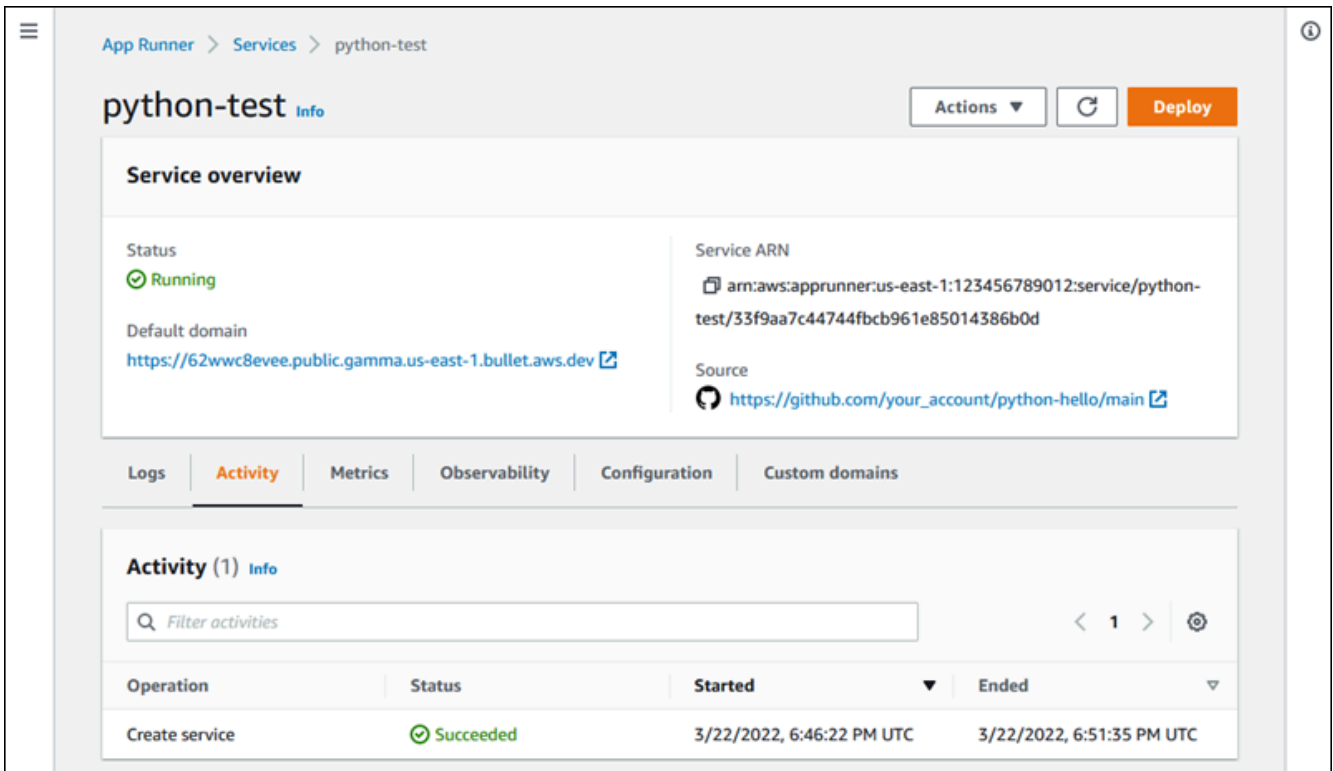 App Runner > Services > python-test
python-test Info
Actions
Deploy
Service overview
Status
Running
Default domain
https://62wwc8evee.public.gamma.us-east-1.bullet.aws.dev
Service ARN
arn:aws:apprunner:us-east-1:123456789012:service/python-
test/33f9aa7c44744fbcb961e85014386b0d
Source
https://github.com/your_account/python-hello/main
Logs Activity Metrics Observability Configuration Custom domains
Activity (1) Info
Filter activities
< 1 >
Operation Status Started Ended
Create service Succeeded 3/22/2022, 6:46:22 PM UTC 3/22/2022, 6:51:35 PM UTC